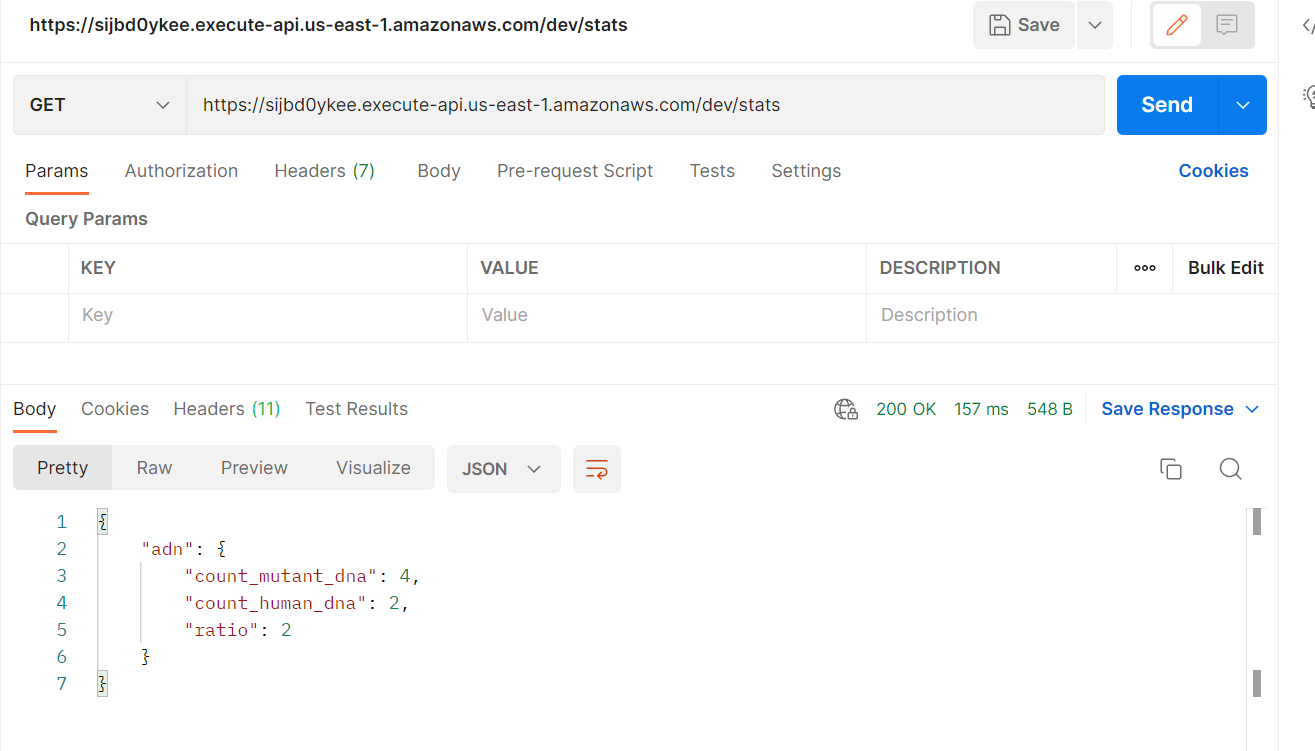 https://sijbd0ykee.execute-api.us-east-1.amazonaws.com/dev/stats
Save
GET
https://sijbd0ykee.execute-api.us-east-1.amazonaws.com/dev/stats
Send
Params Authorization Headers (7) Body Pre-request Script Tests Settings Cookies
Query Params
KEY VALUE DESCRIPTION ooo Bulk Edit
Key Value Description
Body Cookies Headers (11) Test Results 200 OK 157 ms 548 B Save Response
Pretty Raw Preview Visualize JSON
1 {
2 "adn": {
3 "count_mutant_dna": 4,
4 "count_human_dna": 2,
5 "ratio": 2
6 }
7 }